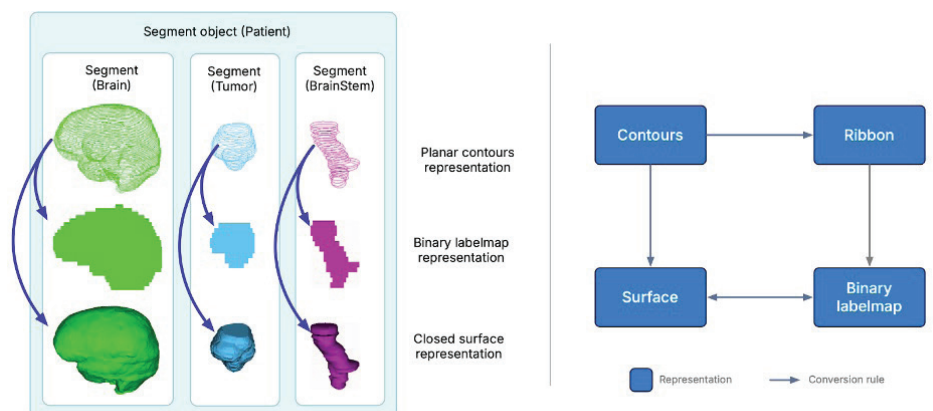 Segment object (Patient)
Segment
(Brain)
Segment
(Tumor)
Segment
(BrainStem)
Planar contours
representation
Binary labelmap
representation
Closed surface
representation
Contours
Ribbon
Surface
Binary
labelmap
Representation
Conversion rule